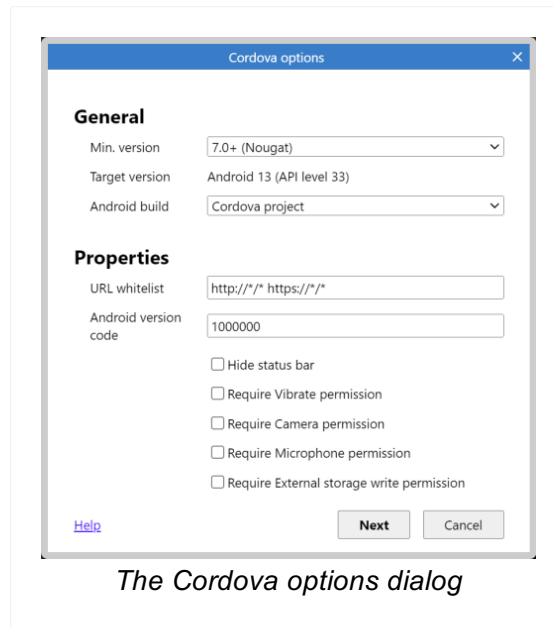 Cordova options
General
Min. version 7.0+ (Nougat)
Target version Android 13 (API level 33)
Android build Cordova project
Properties
URL whitelist http://*/* https://*/*
Android version
code 1000000
Hide status bar
Require Vibrate permission
Require Camera permission
Require Microphone permission
Require External storage write permission
Help Next Cancel
The Cordova options dialog